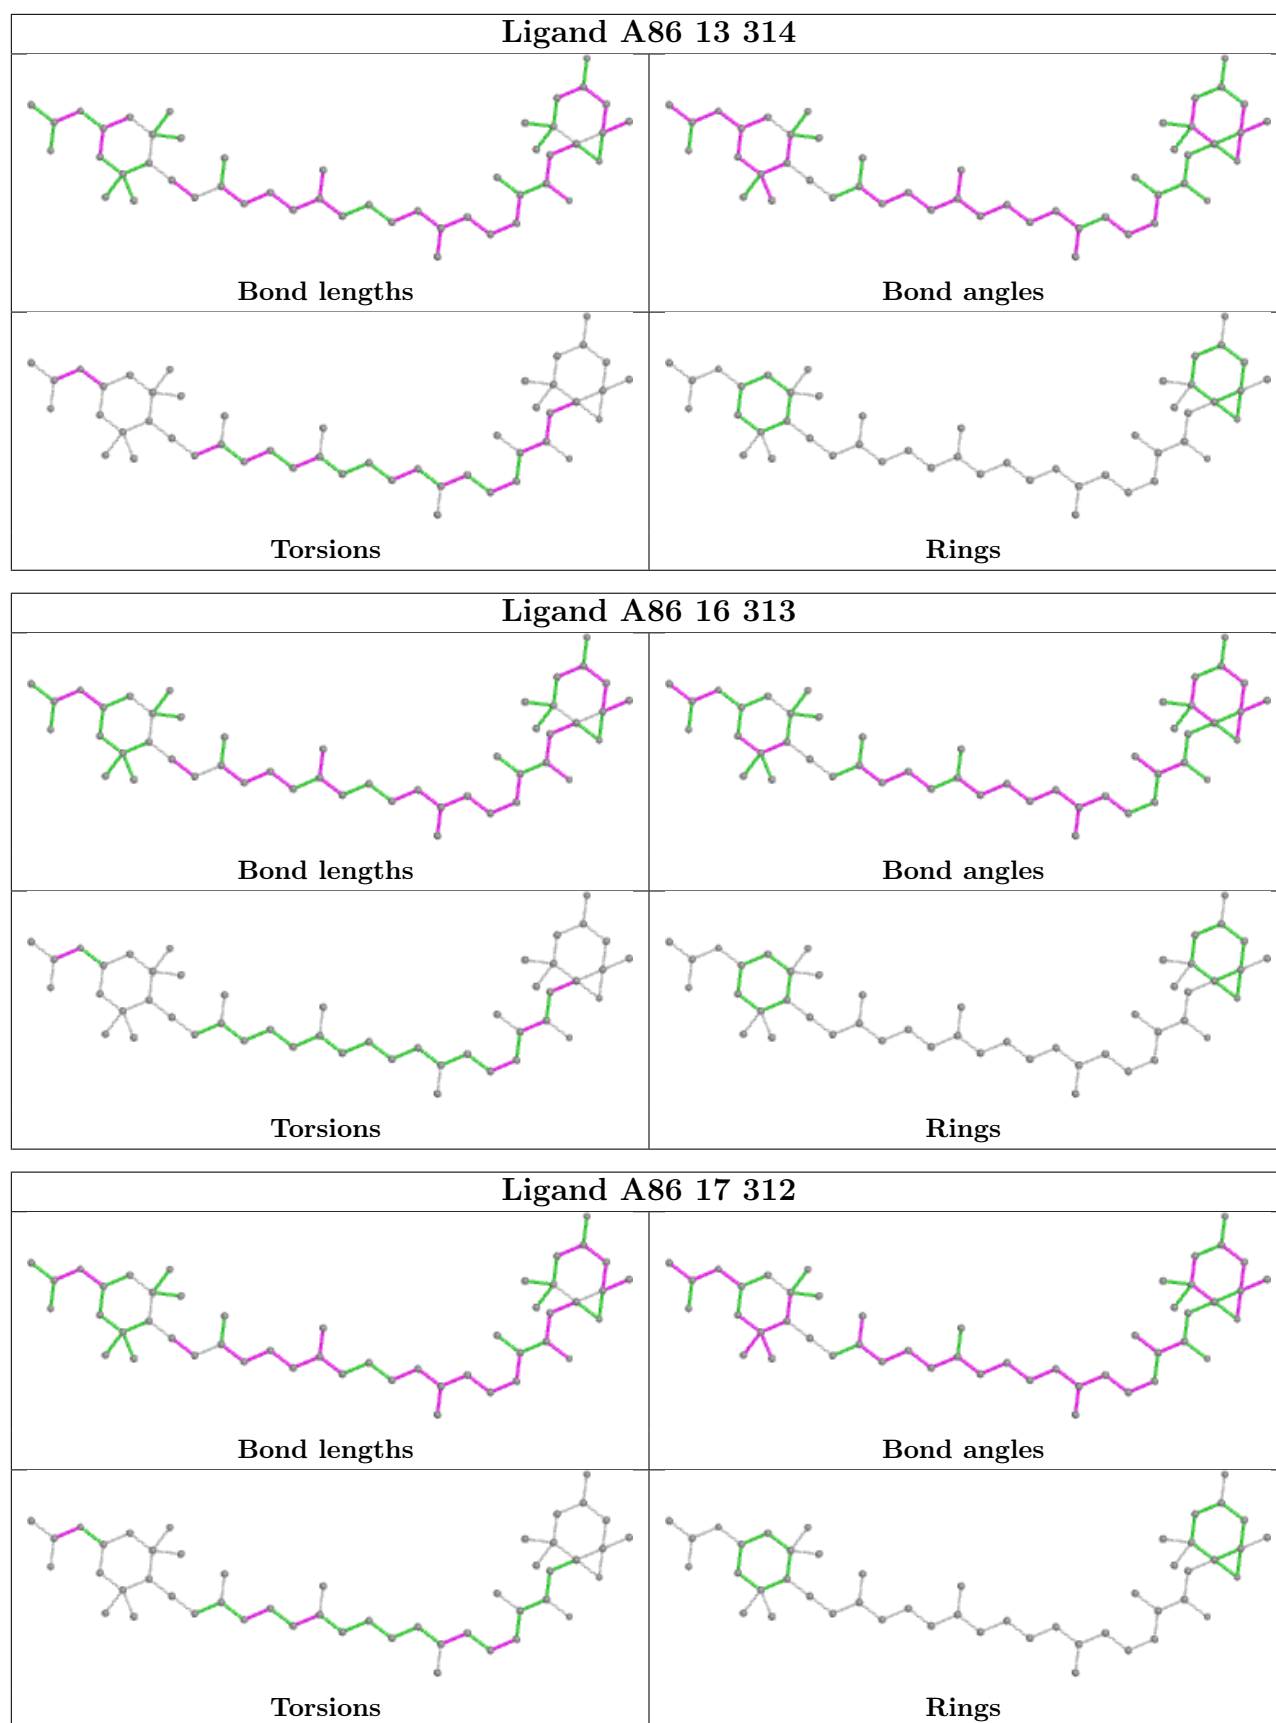 Ligand A86 13 314
Bond lengths
Bond angles
Torsions
Rings
Ligand A86 16 313
Bond lengths
Bond angles
Torsions
Rings
Ligand A86 17 312
Bond lengths
Bond angles
Torsions
Rings